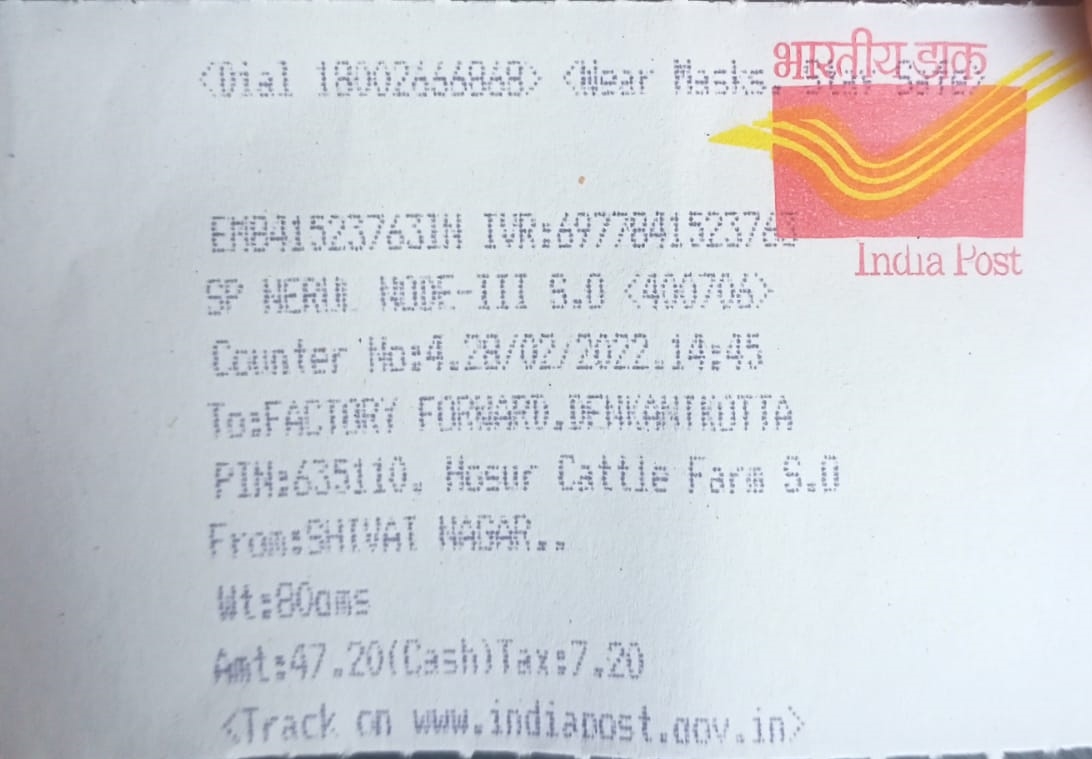 भारतीय डाक
<Dial 18002666868> <Wear Masks, Stay Safe>
EM841523763IN IVR:6977841523763
SP NERUL NODE-III S.O <400706>
Counter No:4,28/02/2022,14:45
To:FACTORY FORWARD,DENKANIKOTTA
PIN:635110, Hosur Cattle Farm S.O
From:SHIVAI NAGAR,,
Wt:80gms
Amt:47.20(Cash)Tax:7.20
<Track on www.indiapost.gov.in>
India Post